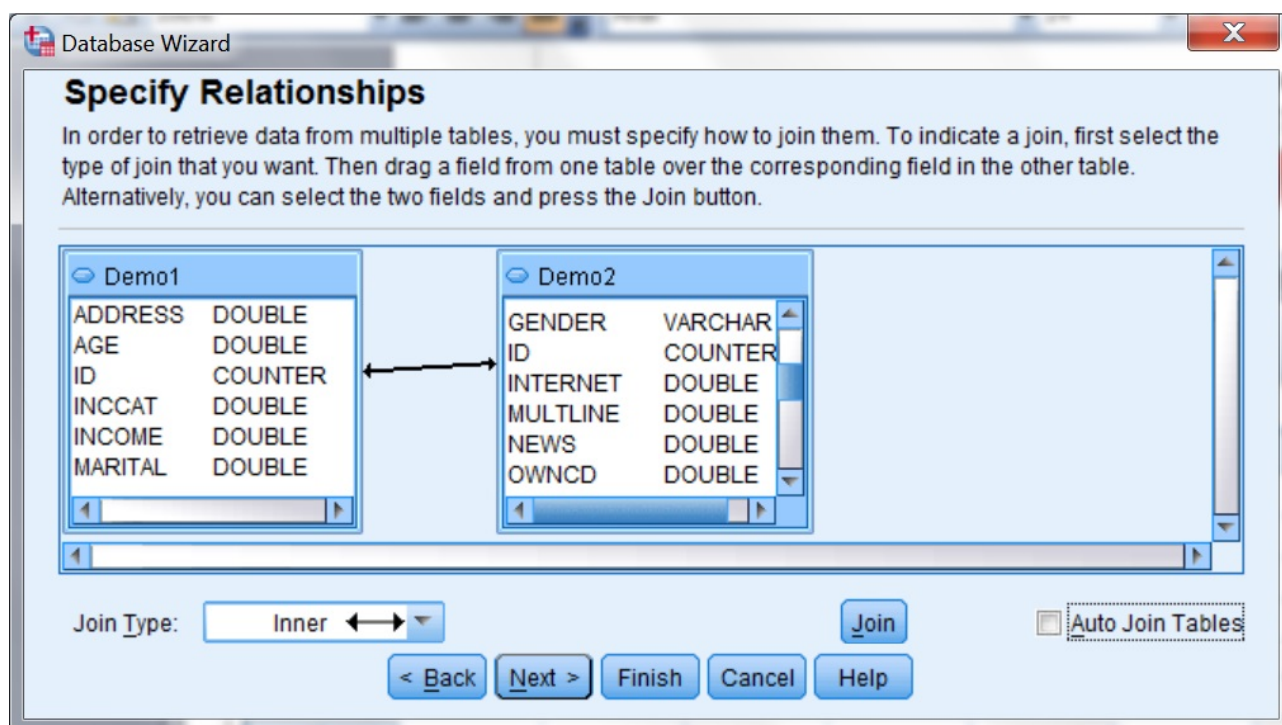 Database Wizard
X
Specify Relationships
In order to retrieve data from multiple tables, you must specify how to join them. To indicate a join, first select the
type of join that you want. Then drag a field from one table over the corresponding field in the other table.
Alternatively, you can select the two fields and press the Join button.
Demo1
ADDRESS DOUBLE
AGE DOUBLE
ID COUNTER
INCCAT DOUBLE
INCOME DOUBLE
MARITAL DOUBLE
Demo2
GENDER VARCHAR
ID COUNTER
INTERNET DOUBLE
MULTLINE DOUBLE
NEWS DOUBLE
OWNCD DOUBLE
Join Type: Inner Join Auto Join Tables
< Back Next > Finish Cancel Help